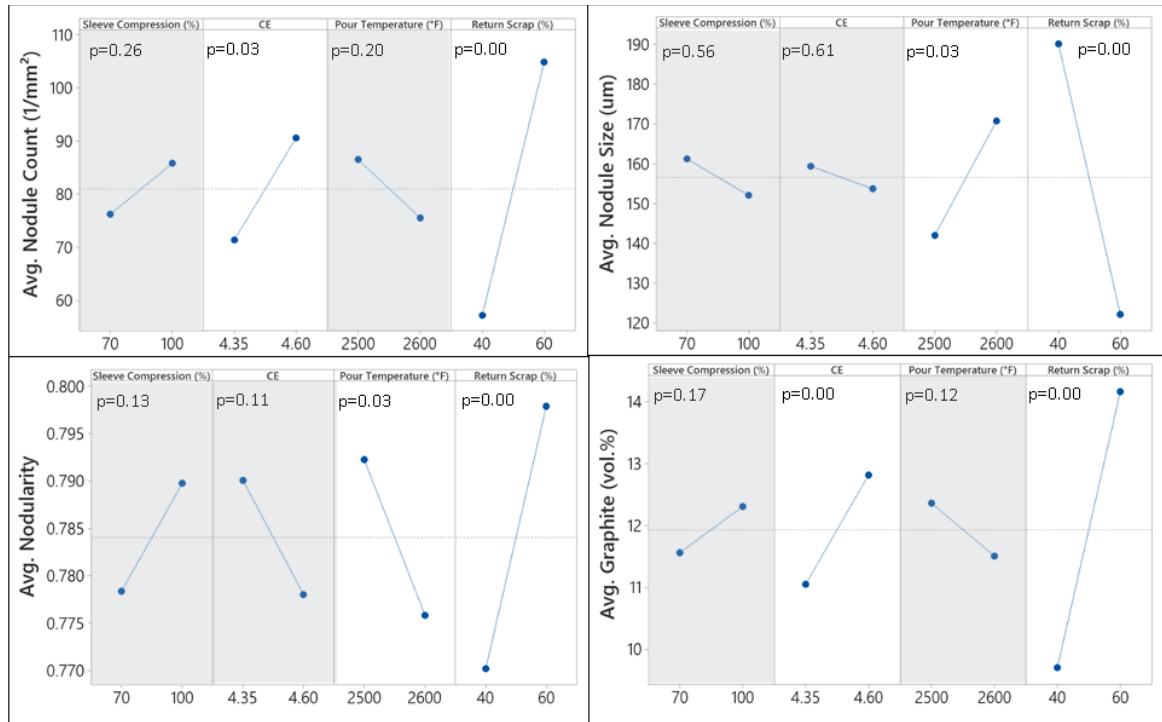 Sleeve Compression (%) CE Pour Temperature (°F) Return Scrap (%)
p=0.26 p=0.03 p=0.20 p=0.00
Avg. Nodule Count (1/mm²)
110
100
90
80
70
60
70 100 4.35 4.60 2500 2600 40 60
Sleeve Compression (%) CE Pour Temperature (°F) Return Scrap (%)
p=0.56 p=0.61 p=0.03 p=0.00
Avg. Nodule Size (um)
190
180
170
160
150
140
130
120
70 100 4.35 4.60 2500 2600 40 60
Sleeve Compression (%) CE Pour Temperature (°F) Return Scrap (%)
p=0.13 p=0.11 p=0.03 p=0.00
Avg. Nodularity
0.800
0.795
0.790
0.785
0.780
0.775
0.770
70 100 4.35 4.60 2500 2600 40 60
Sleeve Compression (%) CE Pour Temperature (°F) Return Scrap (%)
p=0.17 p=0.00 p=0.12 p=0.00
Avg. Graphite (vol.%)
14
13
12
11
10
70 100 4.35 4.60 2500 2600 40 60